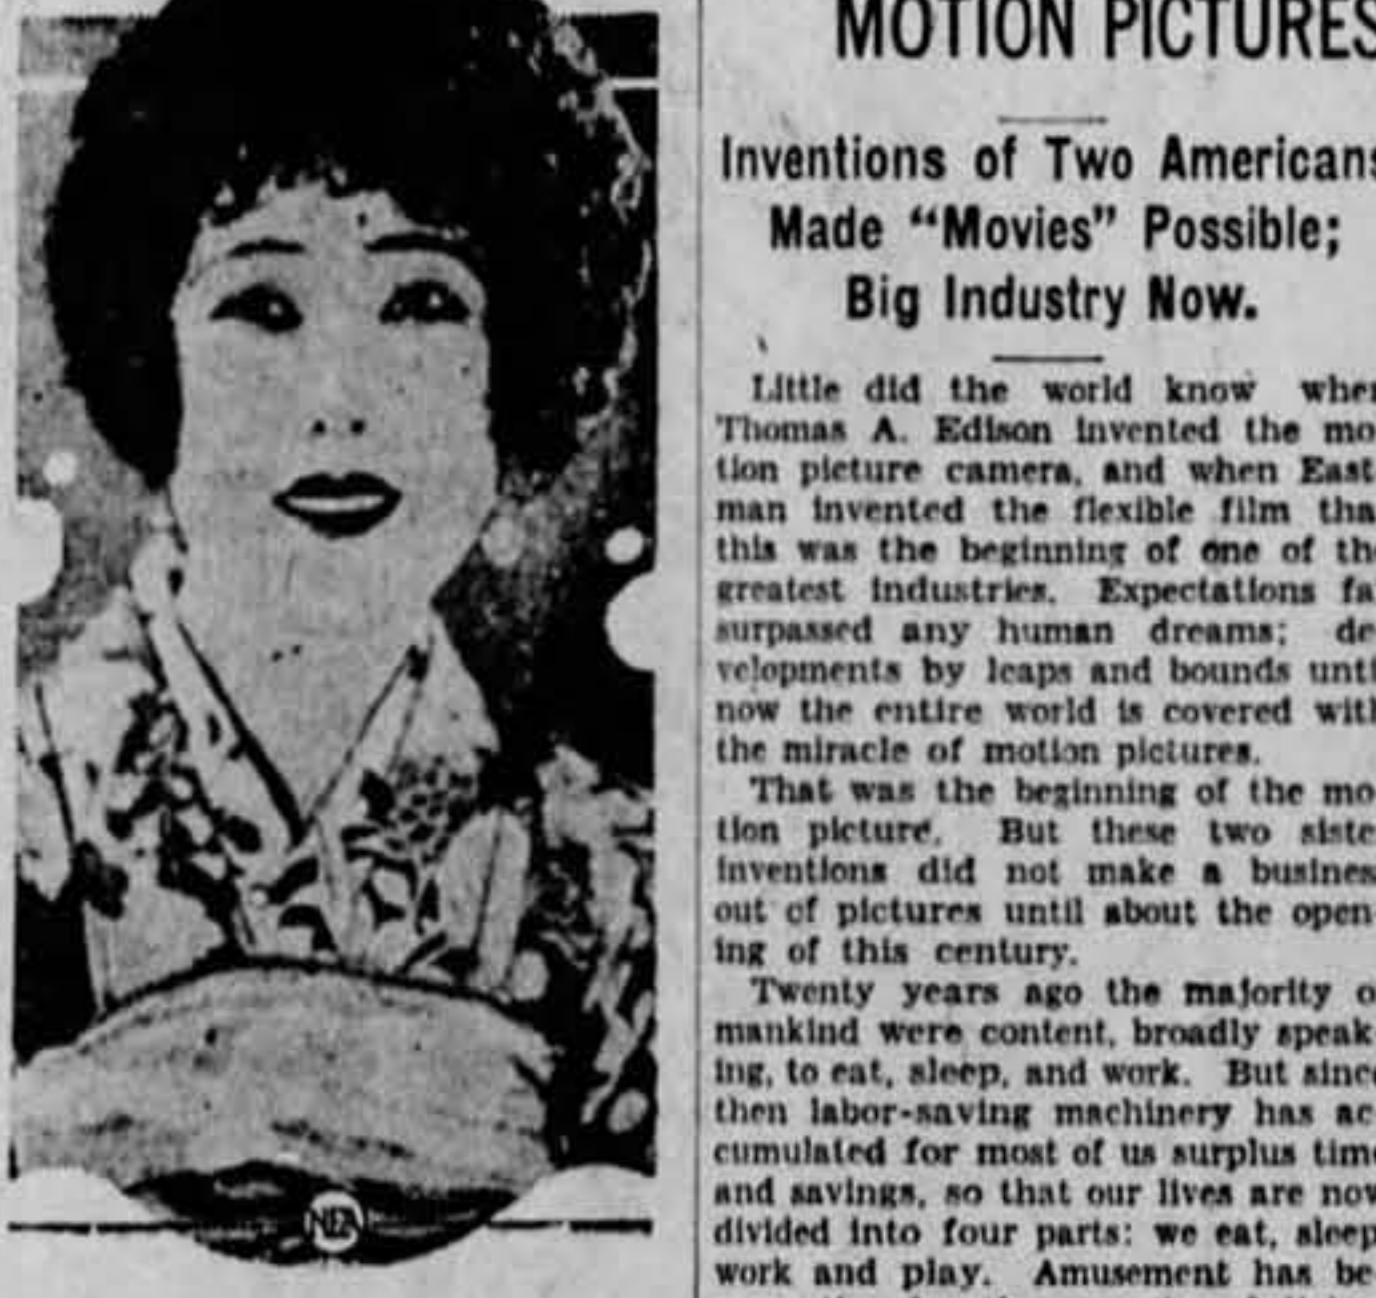 MOTION PICTURES
Inventions of Two Americans
Made “Movies” Possible;
Big Industry Now.
Little did the world know when
Thomas A. Edison invented the mo-
tion picture camera, and when East-
man invented the flexible film tha
this was the beginning of one of the
greatest industries. Expectations fa
surpassed any human dreams; de-
velopments by leaps and bounds unti
now the entire world is covered with
the miracle of motion pictures.
That was the beginning of the mo-
tion picture. But these two siste
inventions did not make a busines
out of pictures until about the open-
ing of this century.
Twenty years ago the majority o
mankind were content, broadly speak-
ing, to eat, sleep, and work. But since
then labor-saving machinery has ac-
cumulated for most of us surplus time
and savings, so that our lives are now
divided into four parts: we eat, sleep,
work and play. Amusement has be-
NEA